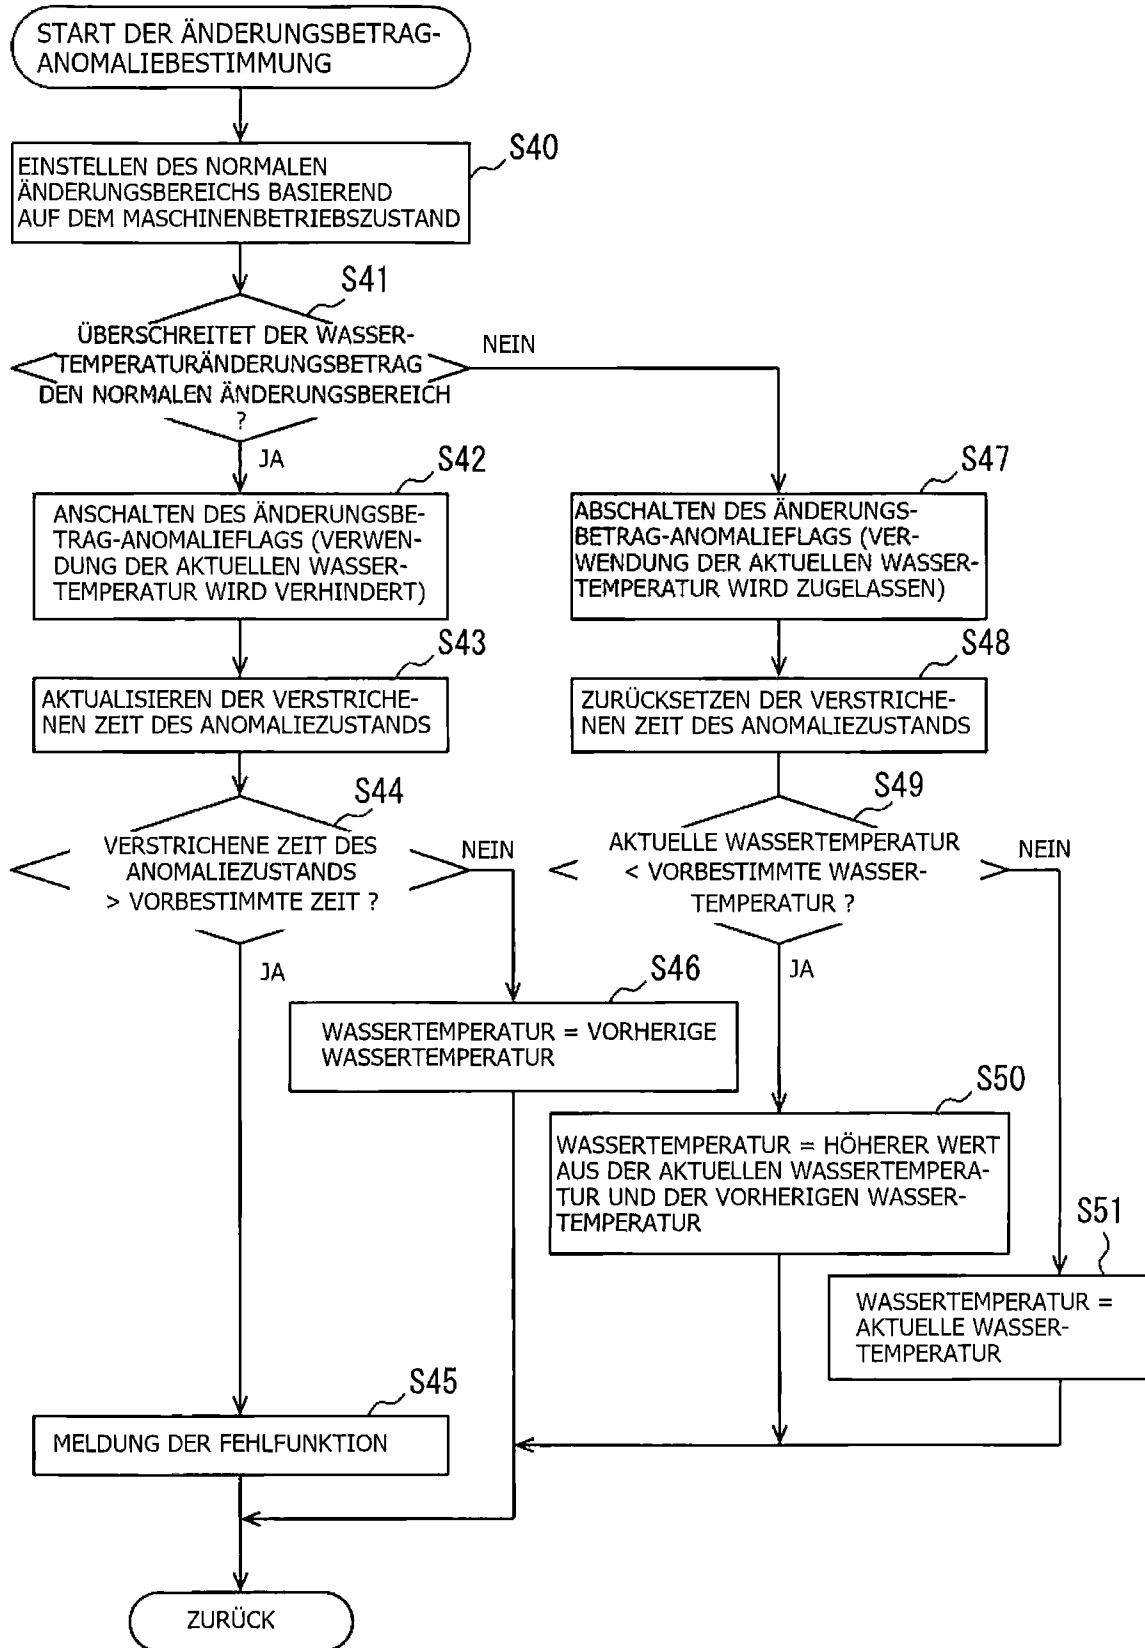 START DER ÄNDERUNGSBETRAG-
ANOMALIEBESTIMMUNG
S40
EINSTELLEN DES NORMALEN
ÄNDERUNGSBEREICHS BASIEREND
AUF DEM MASCHINENBETRIEBSZUSTAND
S41
ÜBERSCHREITET DER WASSER-
TEMPERATURÄNDERUNGSBETRAG
DEN NORMALEN ÄNDERUNGSBEREICH
?
NEIN
JA
S42
ANSCHALTEN DES ÄNDERUNGSBE-
TRAG-ANOMALIEFLAGS (VERWEN-
DUNG DER AKTUELLEN WASSER-
TEMPERATUR WIRD VERHINDERT)
S47
ABSCHALTEN DES ÄNDERUNGS-
BETRAG-ANOMALIEFLAGS (VER-
WENDUNG DER AKTUELLEN WASSER-
TEMPERATUR WIRD ZUGELASSEN)
S43
AKTUALISIEREN DER VERSTRICHE-
NEN ZEIT DES ANOMALIEZUSTANDS
S48
ZURÜCKSETZEN DER VERSTRICHE-
NEN ZEIT DES ANOMALIEZUSTANDS
S44
VERSTRICHENE ZEIT DES
ANOMALIEZUSTANDS
> VORBESTIMMTE ZEIT ?
NEIN
JA
S49
AKTUELLE WASSERTEMPERATUR
< VORBESTIMMTE WASSER-
TEMPERATUR ?
NEIN
JA
S46
WASSERTEMPERATUR = VORHERIGE
WASSERTEMPERATUR
S50
WASSERTEMPERATUR = HÖHERER WERT
AUS DER AKTUELLEN WASSERTEMPERA-
TUR UND DER VORHERIGEN WASSER-
TEMPERATUR
S51
WASSERTEMPERATUR =
AKTUELLE WASSER-
TEMPERATUR
S45
MELDUNG DER FEHLFUNKTION
ZURÜCK